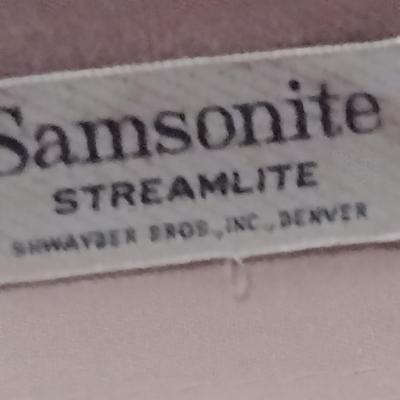 Samsonite
STREAMLITE
SHWAYDER BROS., INC., DENVER